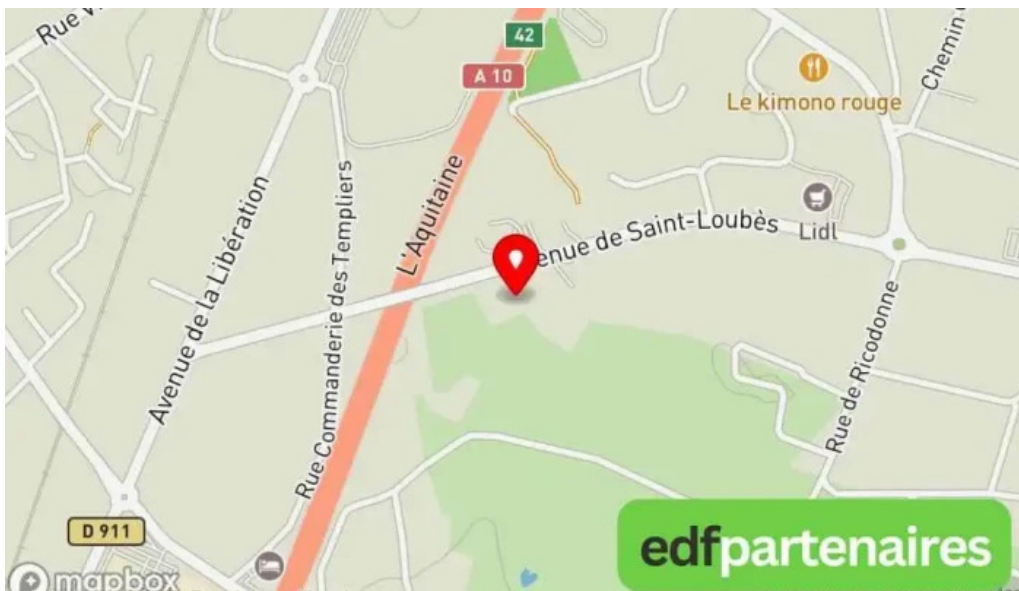 42
A 10
Le kimono rouge
L'Aquitaine
Avenue de la Libération
Rue Commanderie des Templiers
enue de Saint-Loubès
Lidl
Rue de Ricodonne
D 911
edfpartenaires
mapbox
Rue V
Chemin